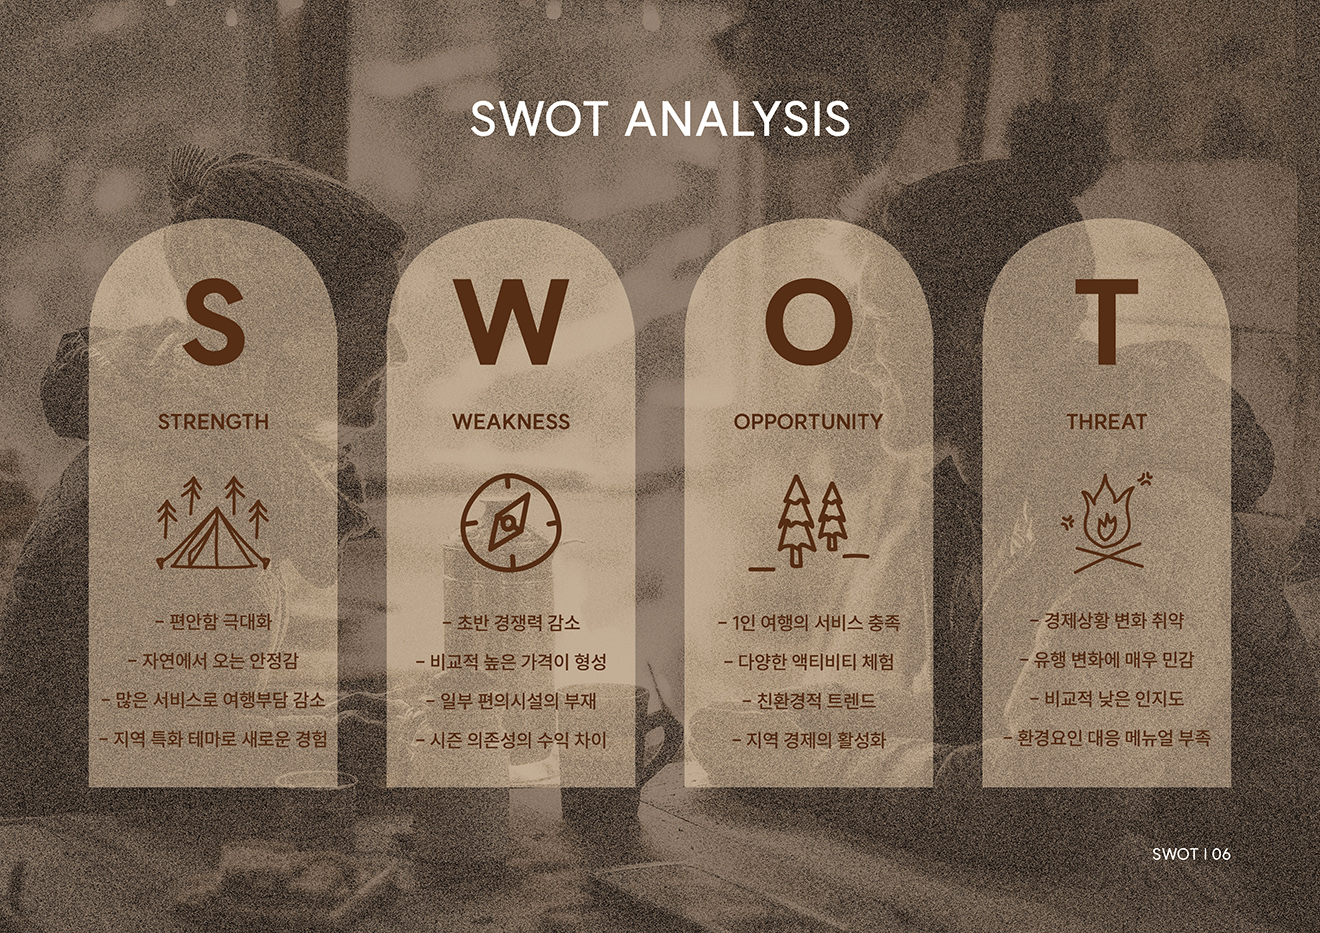 SWOT ANALYSIS
S
STRENGTH
– 편안함 극대화
– 자연에서 오는 안정감
– 많은 서비스로 여행부담 감소
– 지역 특화 테마로 새로운 경험
W
WEAKNESS
– 초반 경쟁력 감소
– 비교적 높은 가격이 형성
– 일부 편의시설의 부재
– 시즌 의존성의 수익 차이
O
OPPORTUNITY
– 1인 여행의 서비스 충족
– 다양한 액티비티 체험
– 친환경적 트렌드
– 지역 경제의 활성화
T
THREAT
– 경제상황 변화 취약
– 유행 변화에 매우 민감
– 비교적 낮은 인지도
– 환경요인 대응 메뉴얼 부족
SWOT | 06